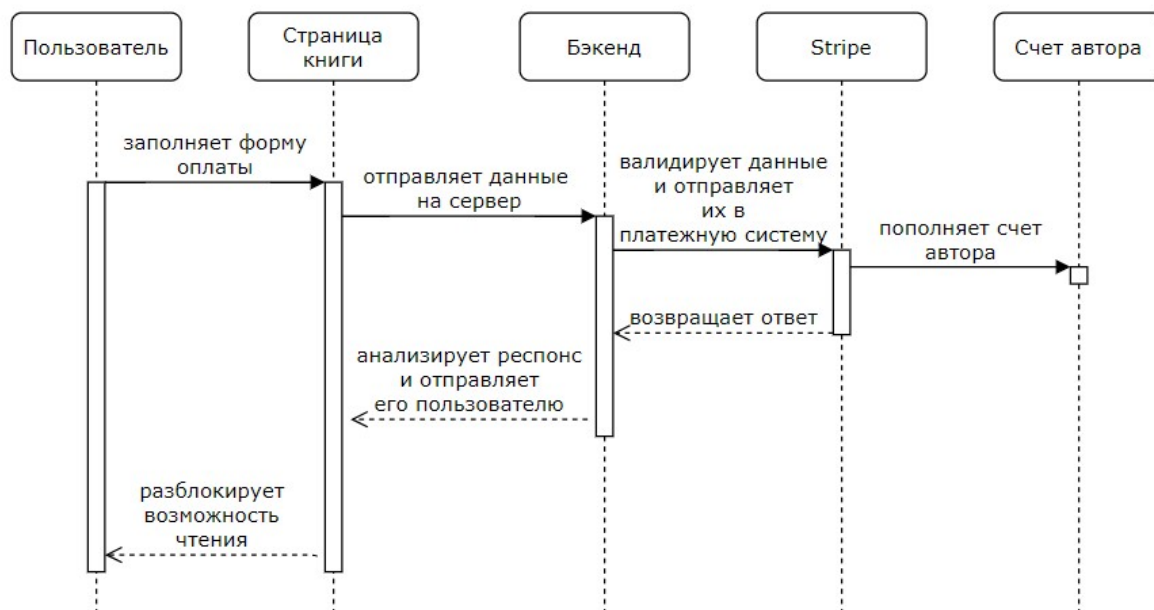 Пользователь
Страница
книги
Бэкенд
Stripe
Счет автора
заполняет форму
оплаты
отправляет данные
на сервер
валидирует данные
и отправляет
их в
платежную систему
пополняет счет
автора
возвращает ответ
анализирует респонс
и отправляет
его пользователю
разблокирует
возможность
чтения